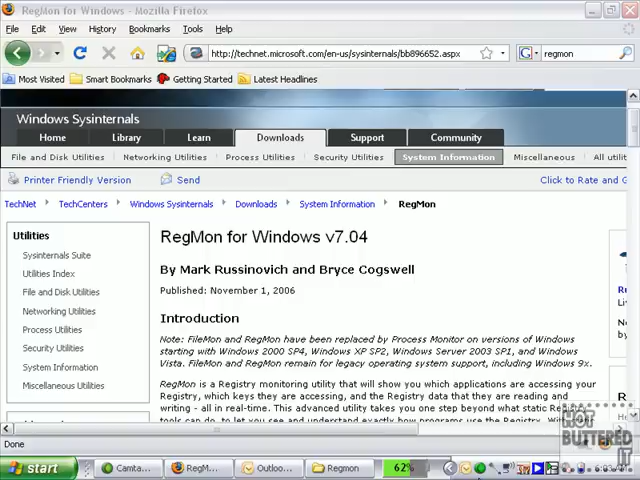 RegMon for Windows - Mozilla Firefox
File Edit View History Bookmarks Tools Help
http://technet.microsoft.com/en-us/sysinternals/bb896652.aspx
regmon
Most Visited Smart Bookmarks Getting Started Latest Headlines
Windows Sysinternals
Home Library Learn Downloads Support Community
File and Disk Utilities Networking Utilities Process Utilities Security Utilities System Information Miscellaneous All utili
Printer Friendly Version Send Click to Rate and G
TechNet TechCenters Windows Sysinternals Downloads System Information RegMon
Utilities
Sysinternals Suite
Utilities Index
File and Disk Utilities
Networking Utilities
Process Utilities
Security Utilities
System Information
Miscellaneous Utilities
RegMon for Windows v7.04
By Mark Russinovich and Bryce Cogswell
Published: November 1, 2006
Introduction
Note: FileMon and RegMon have been replaced by Process Monitor on versions of Windows
starting with Windows 2000 SP4, Windows XP SP2, Windows Server 2003 SP1, and Windows
Vista. FileMon and RegMon remain for legacy operating system support, including Windows 9x.
RegMon is a Registry monitoring utility that will show you which applications are accessing your
Registry, which keys they are accessing, and the Registry data that they are reading and
writing - all in real-time. This advanced utility takes you one step beyond what static Registry
tools can do, to let you see and understand exactly how programs use the Registry. With
Done
HOT
BUTTERED
IT
start Camta... RegM... Outloo... Regmon 62% 6:03 AM